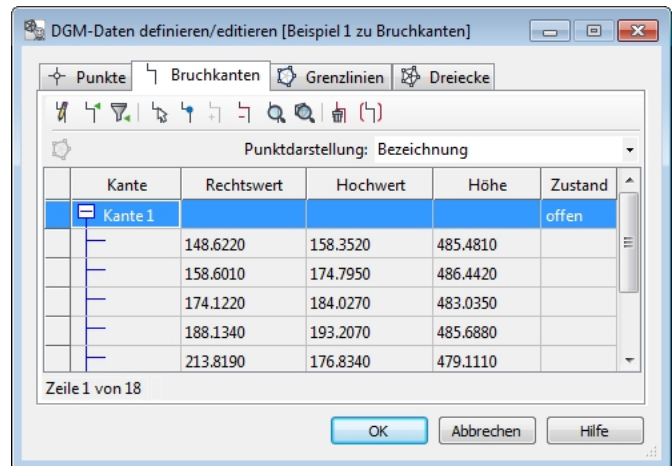 DGM-Daten definieren/editieren [Beispiel 1 zu Bruchkanten]
Punkte Bruchkanten Grenzlinien Dreiecke
Punktdarstellung: Bezeichnung
Kante Rechtswert Hochwert Höhe Zustand
Kante 1 offen
148.6220 158.3520 485.4810
158.6010 174.7950 486.4420
174.1220 184.0270 483.0350
188.1340 193.2070 485.6880
213.8190 176.8340 479.1110
Zeile 1 von 18
OK Abbrechen Hilfe